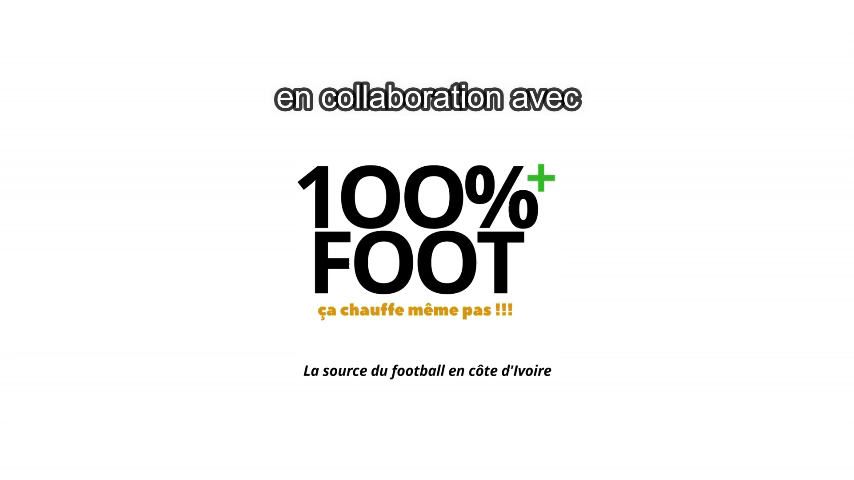 en collaboration avec
100%+
FOOT
ça chauffe même pas !!!
La source du football en côte d'Ivoire